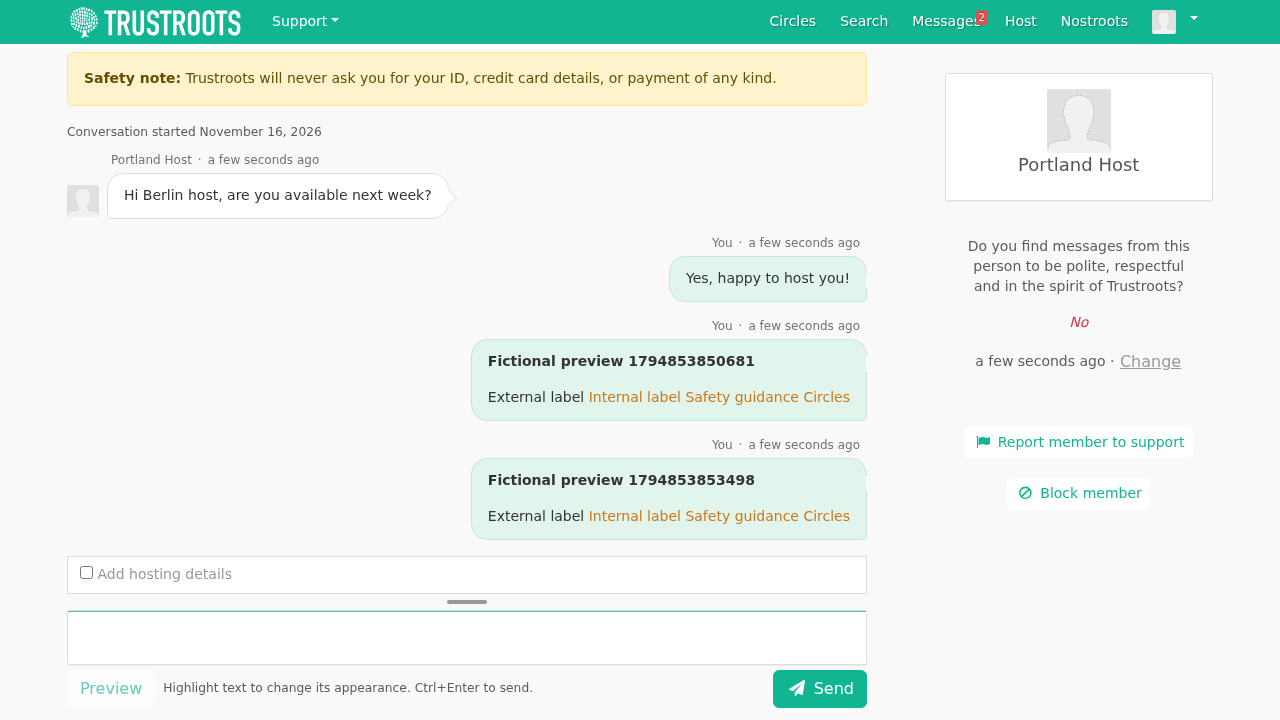 TRUSTROOTS Support Circles Search Messages 2 Host Nostroots
Safety note: Trustroots will never ask you for your ID, credit card details, or payment of any kind.
Conversation started November 16, 2026
Portland Host · a few seconds ago
Hi Berlin host, are you available next week?
You · a few seconds ago
Yes, happy to host you!
You · a few seconds ago
Fictional preview 1794853850681
External label Internal label Safety guidance Circles
You · a few seconds ago
Fictional preview 1794853853498
External label Internal label Safety guidance Circles
Add hosting details
Preview Highlight text to change its appearance. Ctrl+Enter to send. Send
Portland Host
Do you find messages from this
person to be polite, respectful
and in the spirit of Trustroots?
No
a few seconds ago · Change
Report member to support
Block member